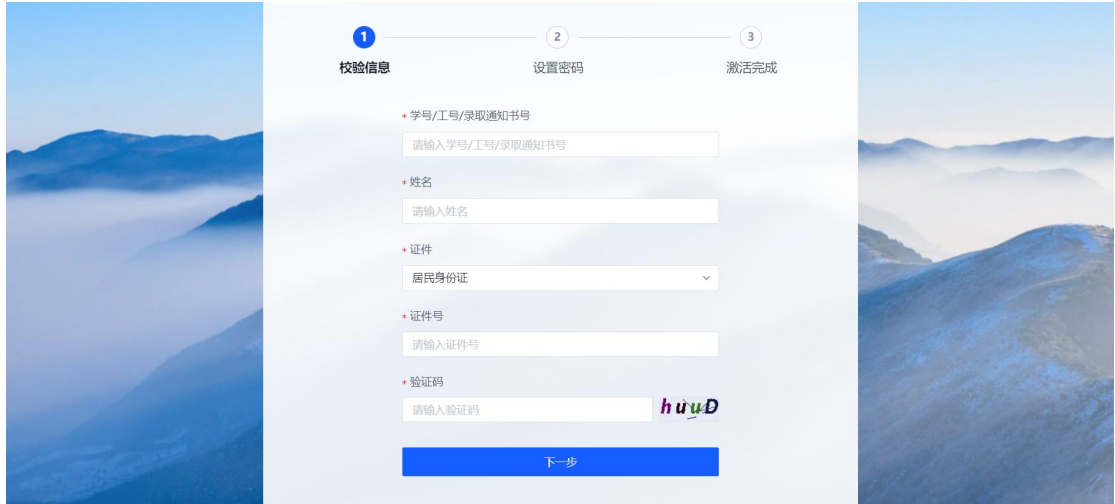 1 2 3
校验信息 设置密码 激活完成
* 学号/工号/录取通知书号
请输入学号/工号/录取通知书号
* 姓名
请输入姓名
* 证件
居民身份证
* 证件号
请输入证件号
* 验证码
请输入验证码 huuD
下一步